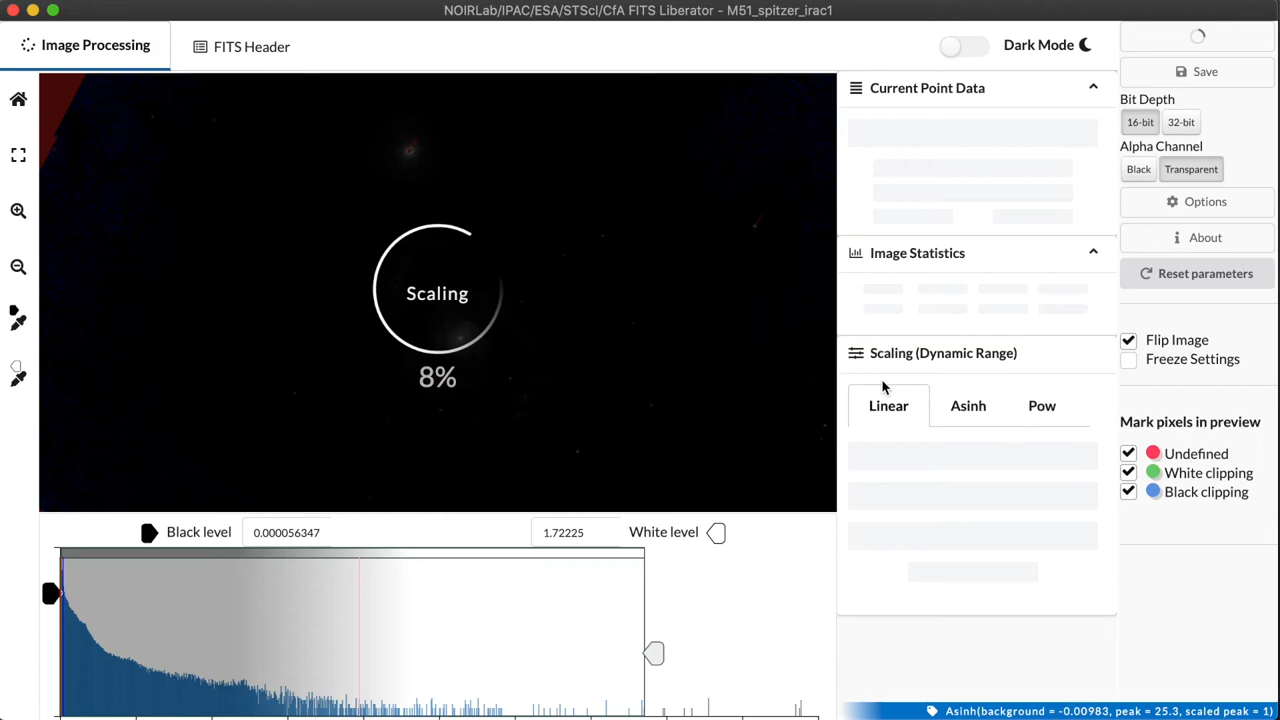 NOIRLab/IPAC/ESA/STScI/CfA FITS Liberator - M51_spitzer_irac1
Image Processing
FITS Header
Dark Mode
Current Point Data
Save
Bit Depth
16-bit 32-bit
Alpha Channel
Black Transparent
Options
About
Reset parameters
Image Statistics
Scaling
8%
Scaling (Dynamic Range)
Linear Asinh Pow
Flip Image
Freeze Settings
Mark pixels in preview
Undefined
White clipping
Black clipping
Black level 0.000056347 1.72225 White level
Asinh(background = -0.00983, peak = 25.3, scaled peak = 1)